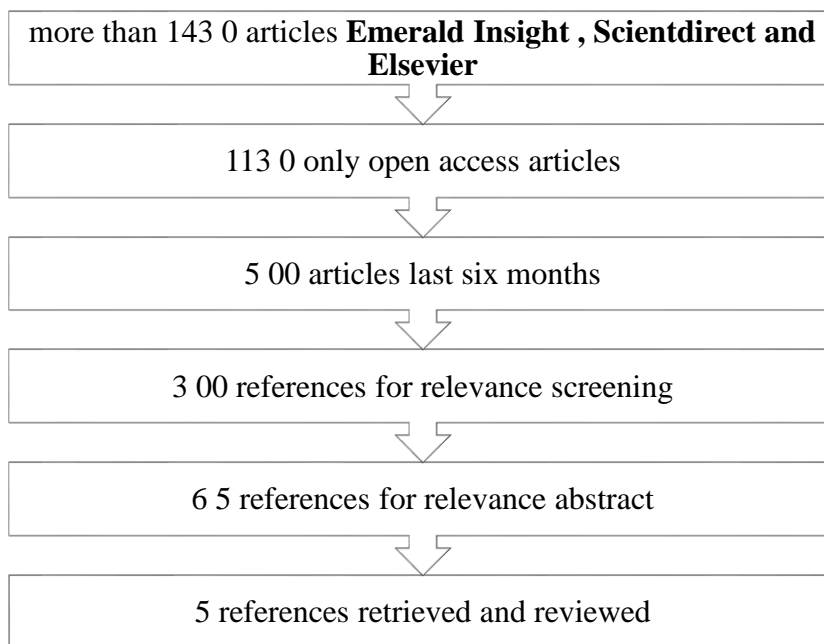 more than 143 0 articles Emerald Insight , Scientdirect and
Elsevier
113 0 only open access articles
5 00 articles last six months
3 00 references for relevance screening
6 5 references for relevance abstract
5 references retrieved and reviewed